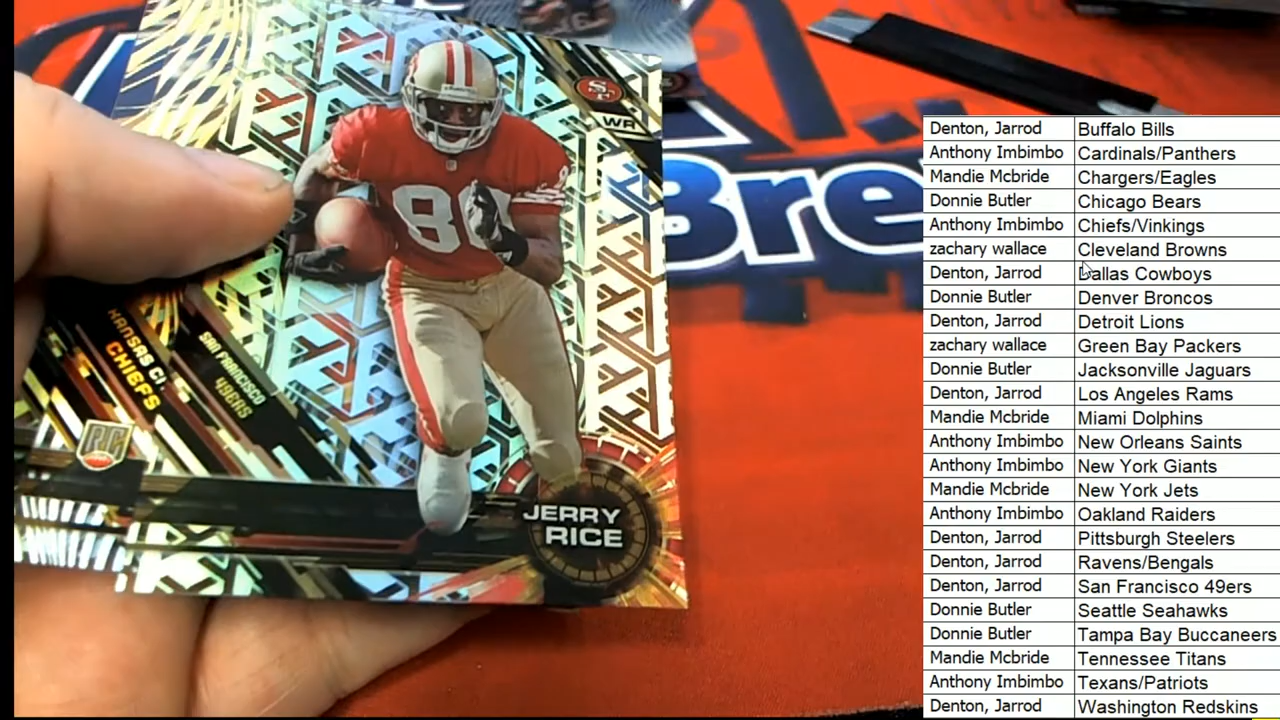 SF
WR
80
80
KANSAS CI
CHIEFS
SAN FRANCISCO
49ERS
RC
JERRY
RICE
Bre
Denton, Jarrod Buffalo Bills
Anthony Imbimbo Cardinals/Panthers
Mandie Mcbride Chargers/Eagles
Donnie Butler Chicago Bears
Anthony Imbimbo Chiefs/Vinkings
zachary wallace Cleveland Browns
Denton, Jarrod Dallas Cowboys
Donnie Butler Denver Broncos
Denton, Jarrod Detroit Lions
zachary wallace Green Bay Packers
Donnie Butler Jacksonville Jaguars
Denton, Jarrod Los Angeles Rams
Mandie Mcbride Miami Dolphins
Anthony Imbimbo New Orleans Saints
Anthony Imbimbo New York Giants
Mandie Mcbride New York Jets
Anthony Imbimbo Oakland Raiders
Denton, Jarrod Pittsburgh Steelers
Denton, Jarrod Ravens/Bengals
Denton, Jarrod San Francisco 49ers
Donnie Butler Seattle Seahawks
Donnie Butler Tampa Bay Buccaneers
Mandie Mcbride Tennessee Titans
Anthony Imbimbo Texans/Patriots
Denton, Jarrod Washington Redskins